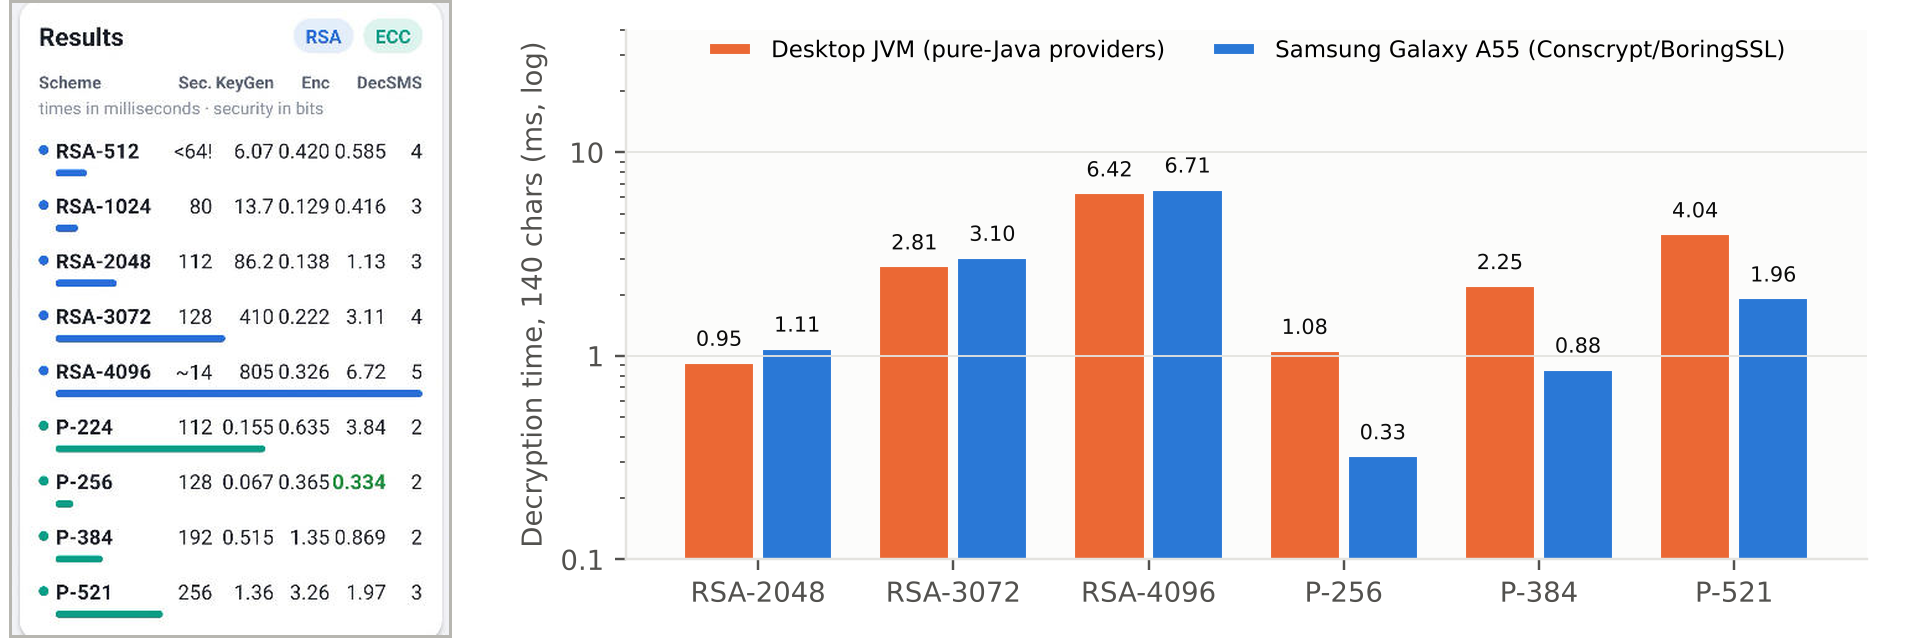 Results RSA ECC
Scheme Sec. KeyGen Enc DecSMS
times in milliseconds · security in bits
RSA-512 <64! 6.07 0.420 0.585 4
RSA-1024 80 13.7 0.129 0.416 3
RSA-2048 112 86.2 0.138 1.13 3
RSA-3072 128 410 0.222 3.11 4
RSA-4096 ~14 805 0.326 6.72 5
P-224 112 0.155 0.635 3.84 2
P-256 128 0.067 0.365 0.334 2
P-384 192 0.515 1.35 0.869 2
P-521 256 1.36 3.26 1.97 3
Desktop JVM (pure-Java providers) Samsung Galaxy A55 (Conscrypt/BoringSSL)
Decryption time, 140 chars (ms, log)
10
1
0.1
0.95 1.11
2.81 3.10
6.42 6.71
1.08 0.33
2.25 0.88
4.04 1.96
RSA-2048 RSA-3072 RSA-4096 P-256 P-384 P-521